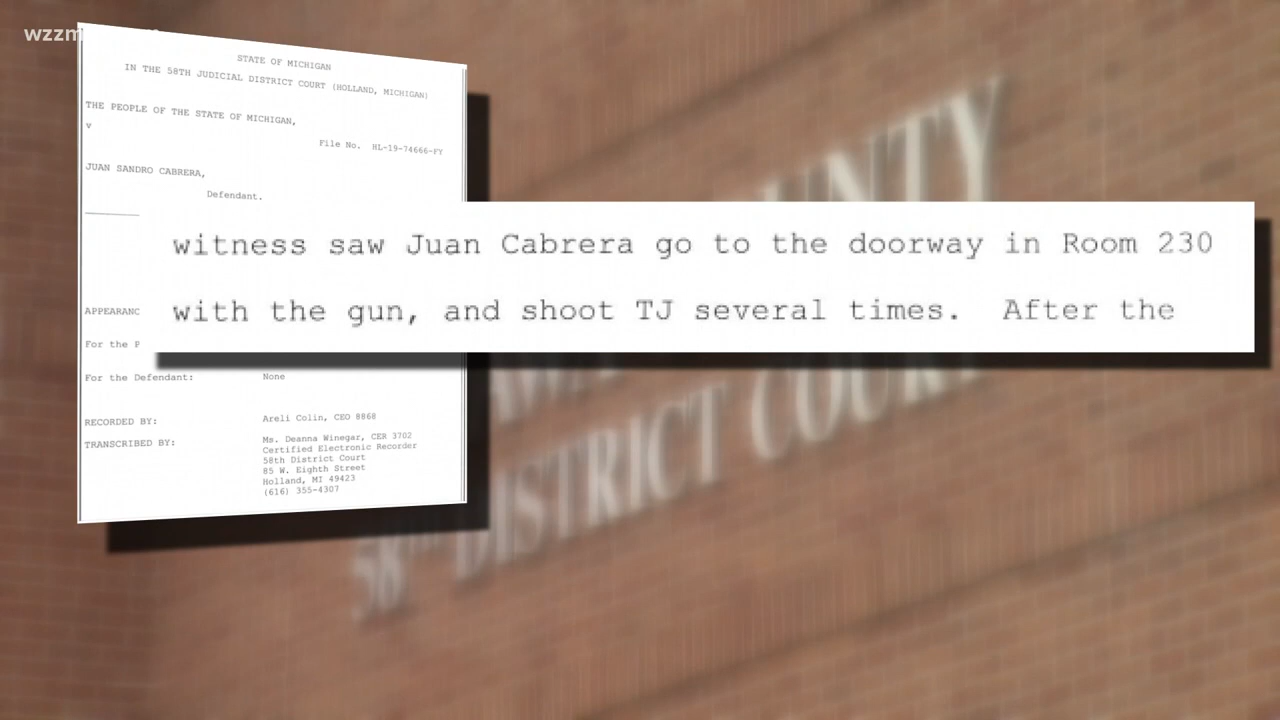 wzzm
STATE OF MICHIGAN
IN THE 58TH JUDICIAL DISTRICT COURT (HOLLAND, MICHIGAN)
THE PEOPLE OF THE STATE OF MICHIGAN,
v
File No. HL-19-74666-FY
JUAN SANDRO CABRERA,
Defendant.
witness saw Juan Cabrera go to the doorway in Room 230
with the gun, and shoot TJ several times. After the
APPEARANC
For the P
For the Defendant: None
RECORDED BY: Areli Colin, CEO 8868
TRANSCRIBED BY: Ms. Deanna Winegar, CER 3702
Certified Electronic Recorder
58th District Court
85 W. Eighth Street
Holland, MI 49423
(616) 355-4307
UNTY
58TH DISTRICT COURT